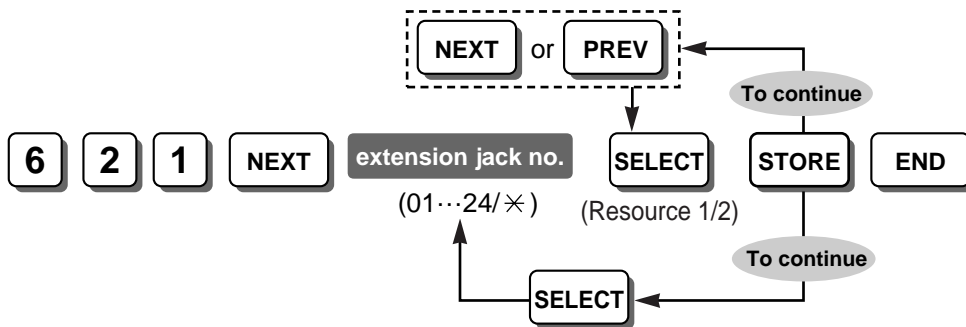 NEXT or PREV
To continue
6 2 1 NEXT extension jack no. SELECT STORE END
(01···24/✳) (Resource 1/2)
To continue
SELECT